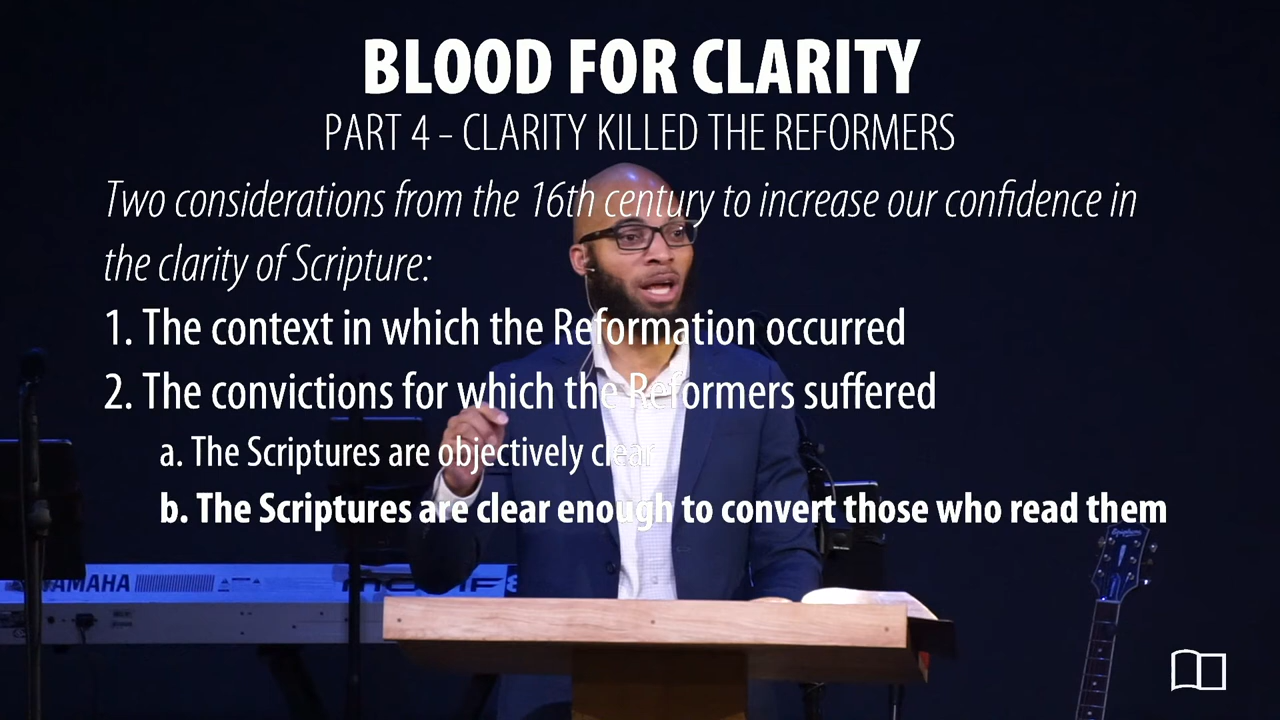 BLOOD FOR CLARITY
PART 4 – CLARITY KILLED THE REFORMERS
Two considerations from the 16th century to increase our confidence in
the clarity of Scripture:
1. The context in which the Reformation occurred
2. The convictions for which the Reformers suffered
a. The Scriptures are objectively clear
b. The Scriptures are clear enough to convert those who read them
YAMAHA
Epiphone